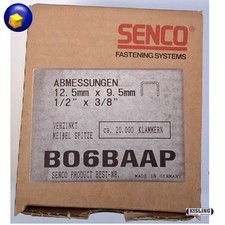 SENCO
FASTENING SYSTEMS
ABMESSUNGEN
12.5mm x 9.5mm
1/2" x 3/8"
VERZINKT
MEIßEL SPITZE
ca. 20.000 KLAMMERN
B06BAAP
SENCO PRODUCT BEST-NR.
MADE IN GERMANY
KISLING